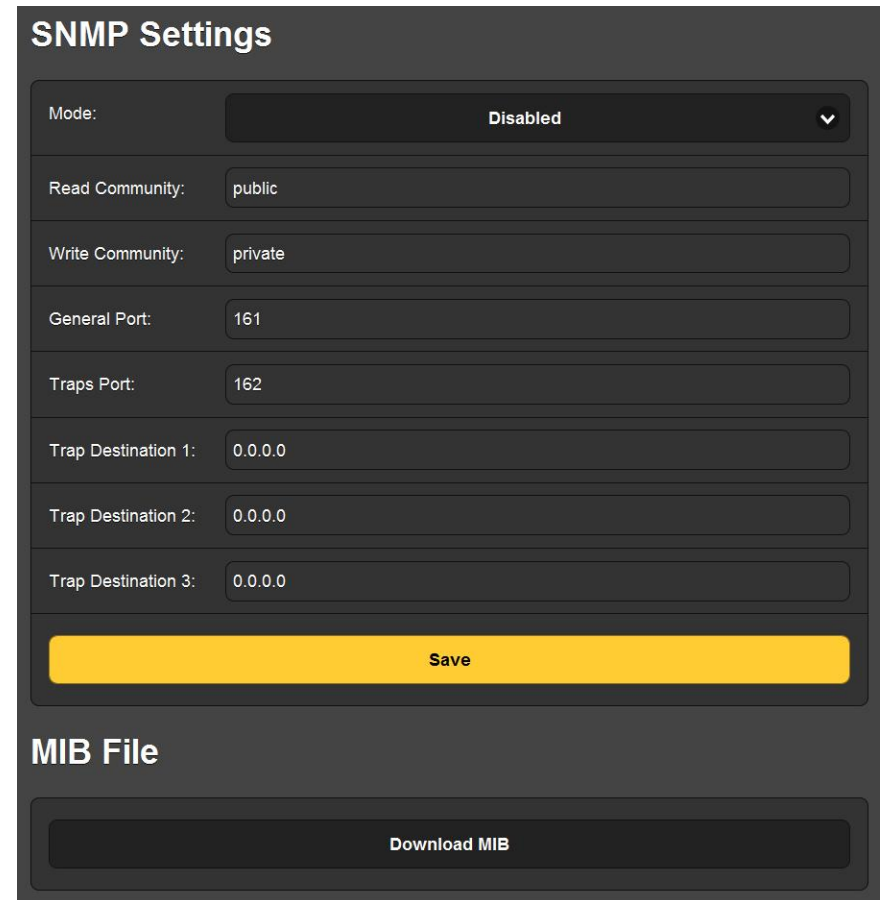 SNMP Settings
Mode: Disabled
Read Community: public
Write Community: private
General Port: 161
Traps Port: 162
Trap Destination 1: 0.0.0.0
Trap Destination 2: 0.0.0.0
Trap Destination 3: 0.0.0.0
Save
MIB File
Download MIB